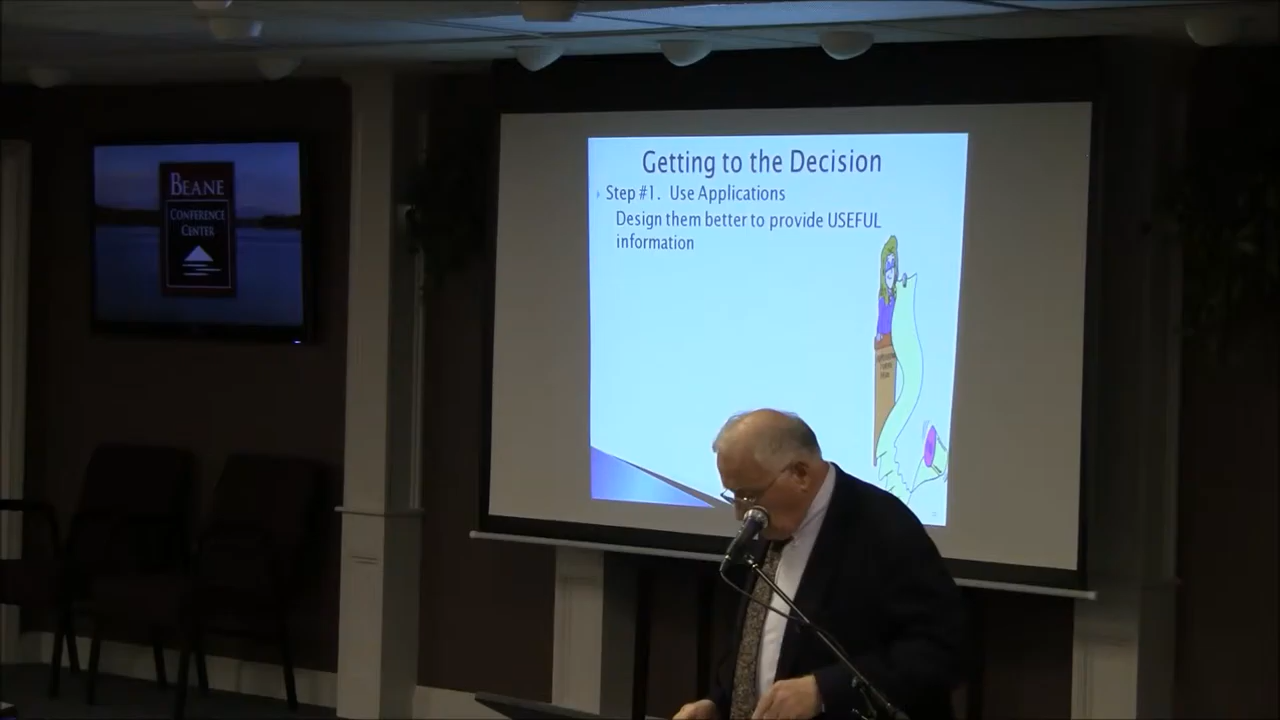 BEANE
CONFERENCE
CENTER
Getting to the Decision
Step #1. Use Applications
Design them better to provide USEFUL
information